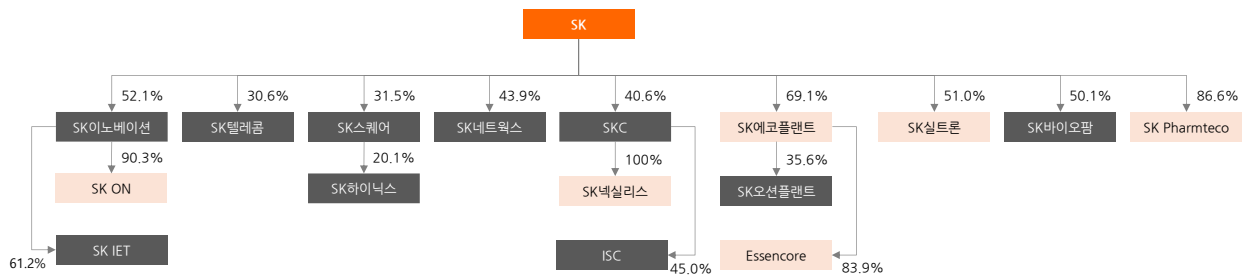 SK
52.1%
30.6%
31.5%
43.9%
40.6%
69.1%
51.0%
50.1%
86.6%
SK이노베이션
SK텔레콤
SK스퀘어
SK네트웍스
SKC
SK에코플랜트
SK실트론
SK바이오팜
SK Pharmteco
90.3%
20.1%
100%
35.6%
SK ON
SK하이닉스
SK넥실리스
SK오션플랜트
SK IET
ISC
Essencore
61.2%
45.0%
83.9%